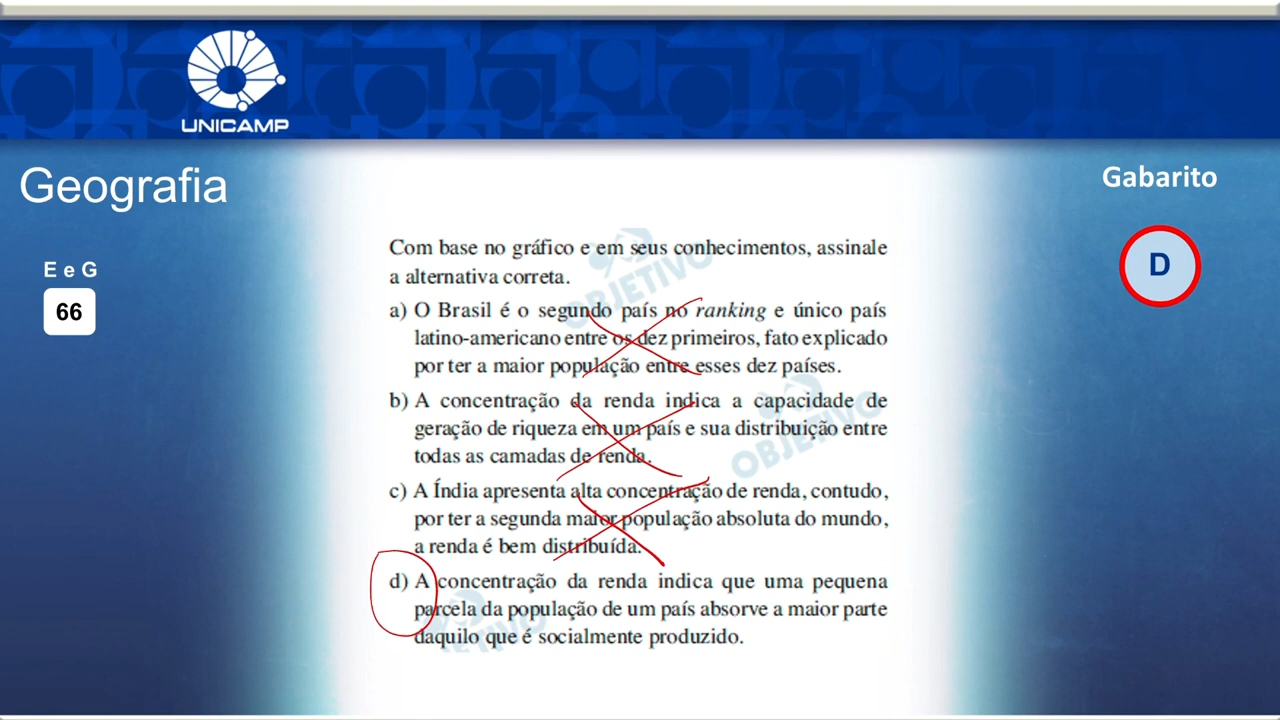 UNICAMP
Geografia
E e G
66
Gabarito
D
Com base no gráfico e em seus conhecimentos, assinale
a alternativa correta.
a) O Brasil é o segundo país no ranking e único país
latino-americano entre os dez primeiros, fato explicado
por ter a maior população entre esses dez países.
b) A concentração da renda indica a capacidade de
geração de riqueza em um país e sua distribuição entre
todas as camadas de renda.
c) A Índia apresenta alta concentração de renda, contudo,
por ter a segunda maior população absoluta do mundo,
a renda é bem distribuída.
d) A concentração da renda indica que uma pequena
parcela da população de um país absorve a maior parte
daquilo que é socialmente produzido.
OBJETIVO
OBJETIVO